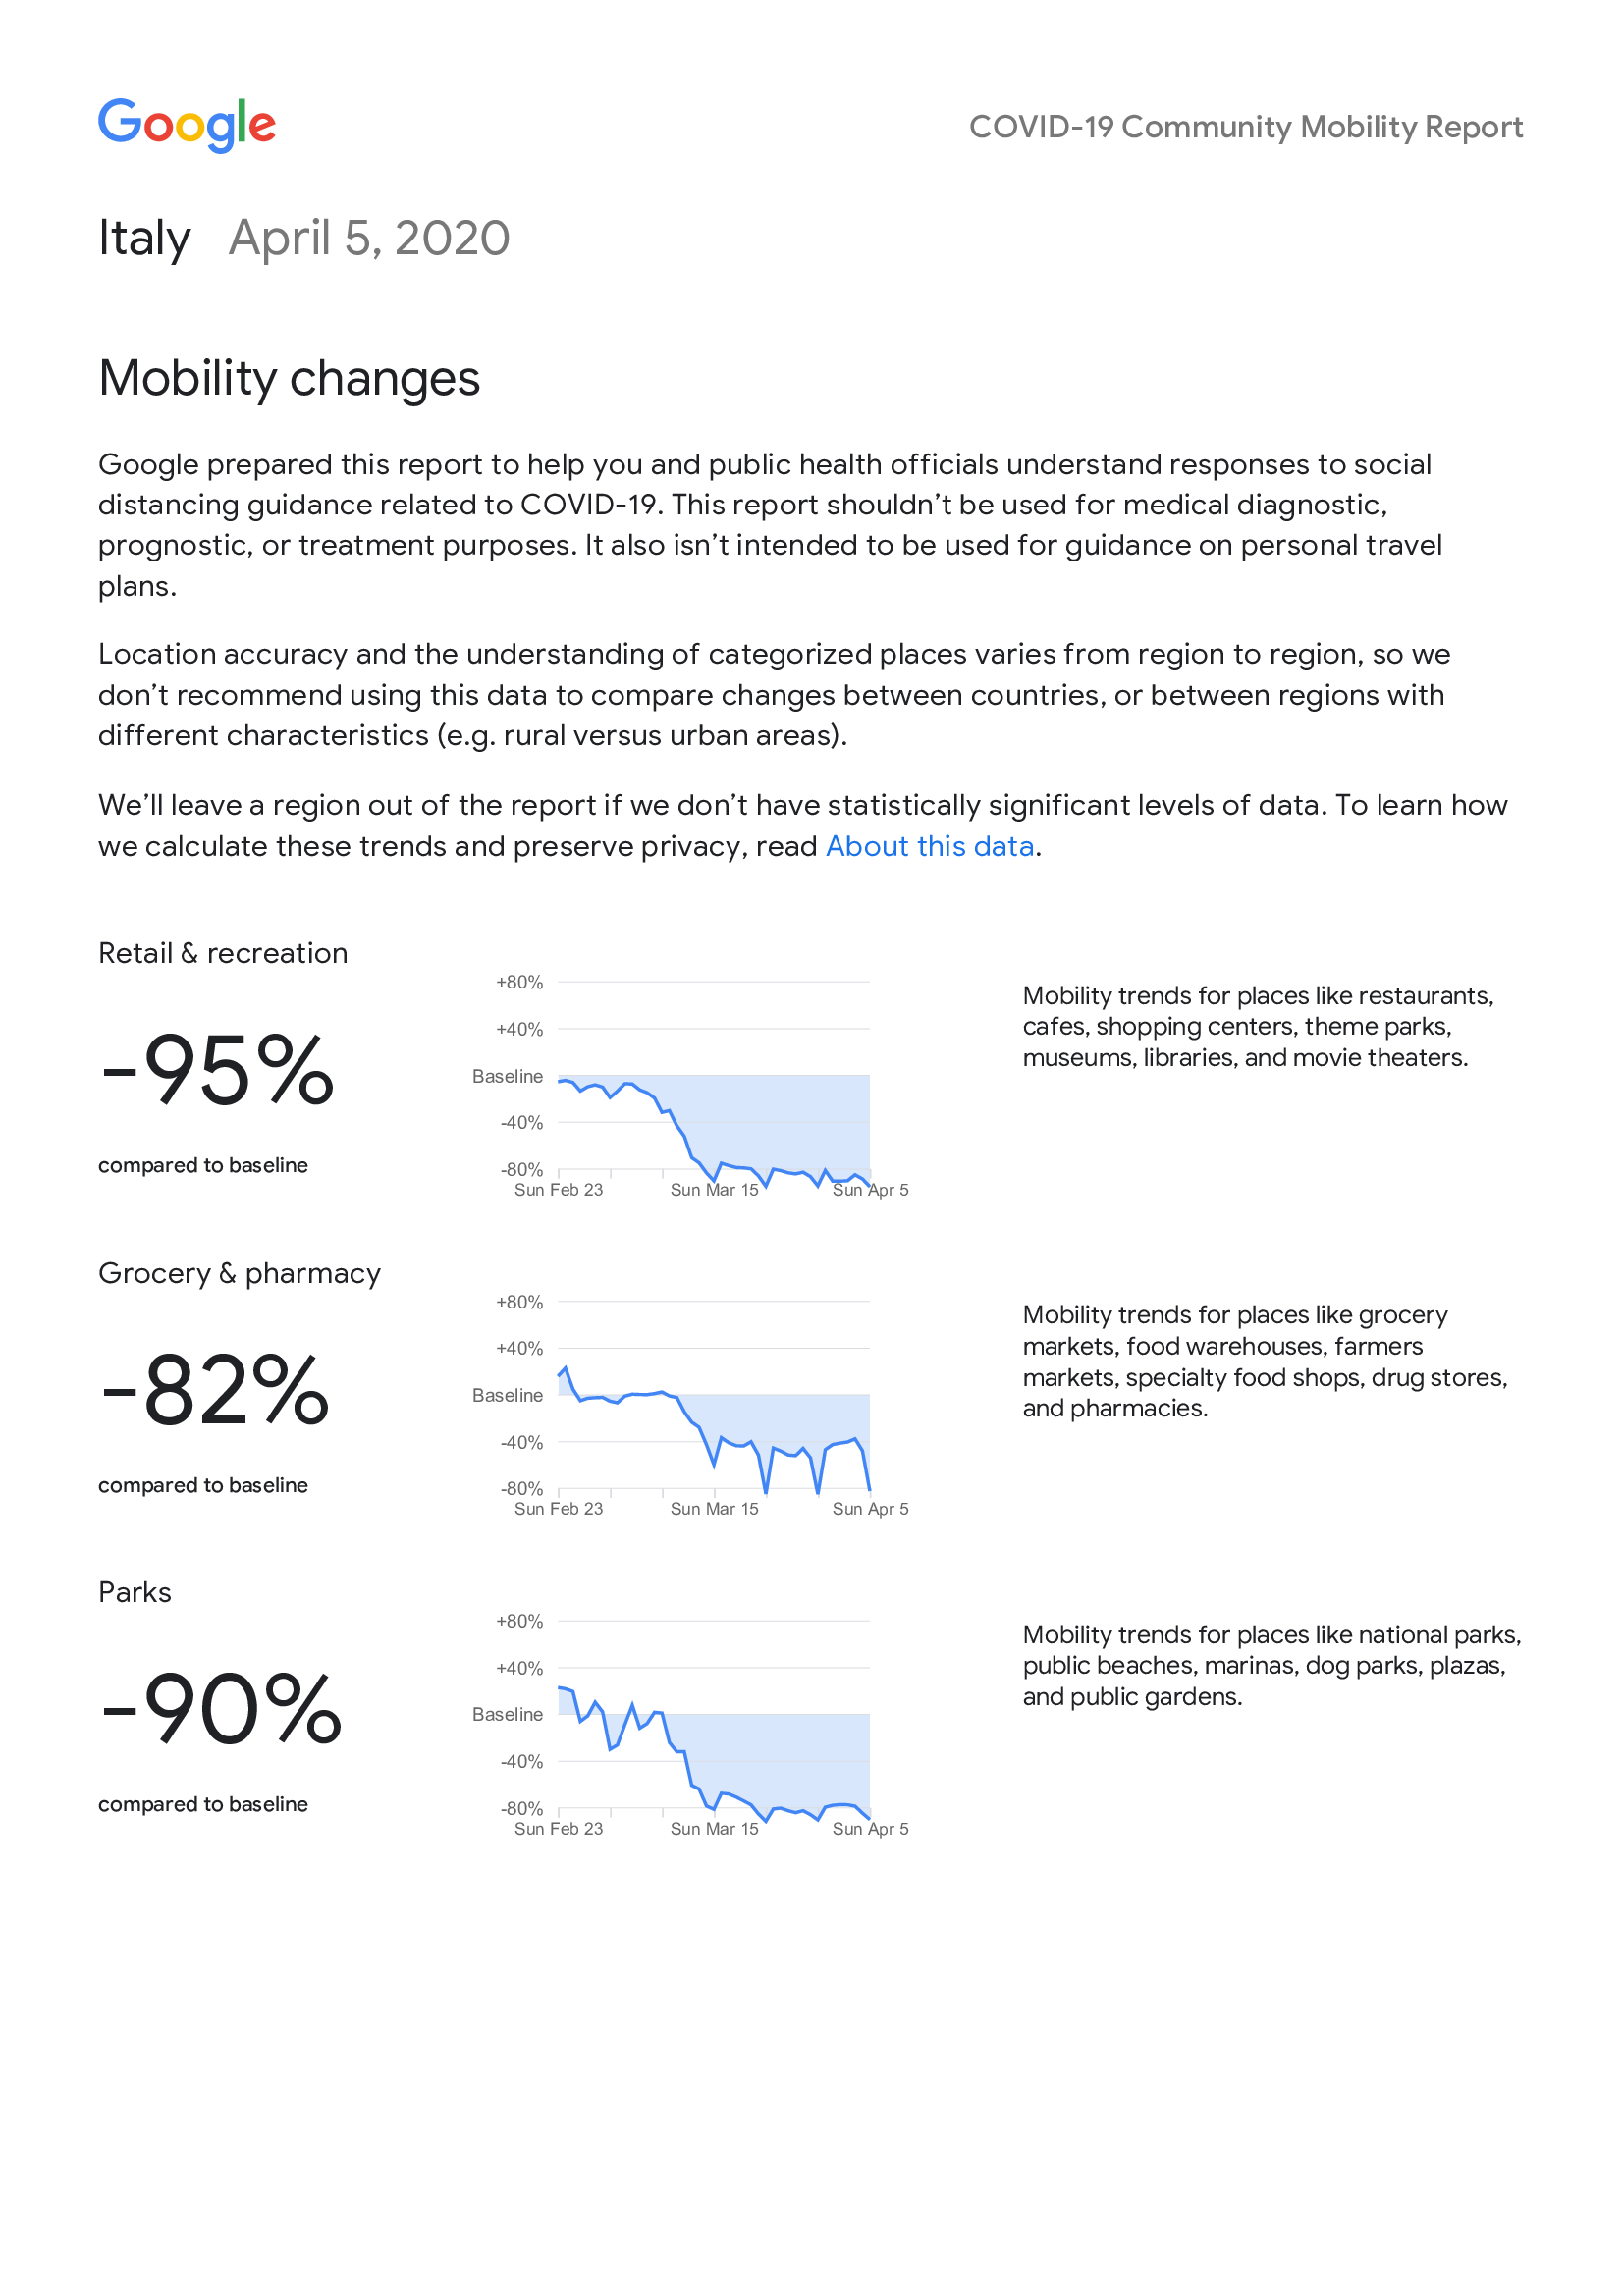 Google
COVID-19 Community Mobility Report
Italy April 5, 2020
Mobility changes
Google prepared this report to help you and public health officials understand responses to social
distancing guidance related to COVID-19. This report shouldn’t be used for medical diagnostic,
prognostic, or treatment purposes. It also isn’t intended to be used for guidance on personal travel
plans.
Location accuracy and the understanding of categorized places varies from region to region, so we
don’t recommend using this data to compare changes between countries, or between regions with
different characteristics (e.g. rural versus urban areas).
We’ll leave a region out of the report if we don’t have statistically significant levels of data. To learn how
we calculate these trends and preserve privacy, read About this data.
Retail & recreation
-95%
compared to baseline
+80%
+40%
Baseline
-40%
-80%
Sun Feb 23 Sun Mar 15 Sun Apr 5
Mobility trends for places like restaurants,
cafes, shopping centers, theme parks,
museums, libraries, and movie theaters.
Grocery & pharmacy
-82%
compared to baseline
+80%
+40%
Baseline
-40%
-80%
Sun Feb 23 Sun Mar 15 Sun Apr 5
Mobility trends for places like grocery
markets, food warehouses, farmers
markets, specialty food shops, drug stores,
and pharmacies.
Parks
-90%
compared to baseline
+80%
+40%
Baseline
-40%
-80%
Sun Feb 23 Sun Mar 15 Sun Apr 5
Mobility trends for places like national parks,
public beaches, marinas, dog parks, plazas,
and public gardens.